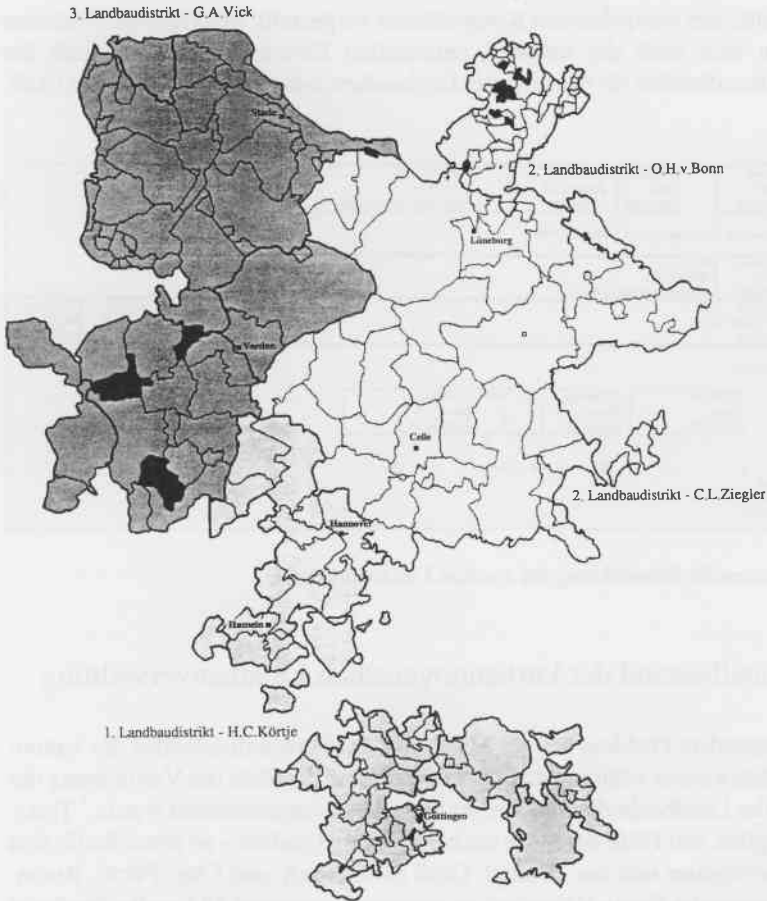 3. Landbaudistrikt - G.A.Vick
Stade
2. Landbaudistrikt - O.H.v.Bonn
Lüneburg
Verden
Celle
2. Landbaudistrikt - C.L.Ziegler
Hannover
Hameln
1. Landbaudistrikt - H.C.Körtje
Göttingen